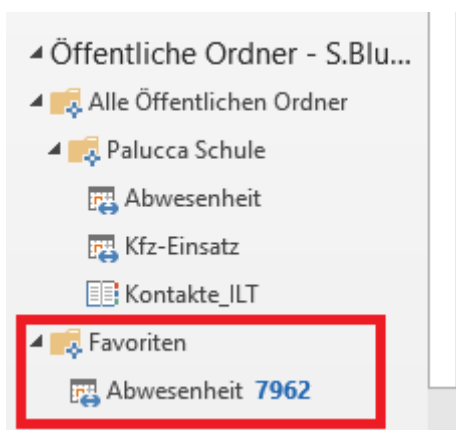 Öffentliche Ordner - S.Blu...
Alle Öffentlichen Ordner
Palucca Schule
Abwesenheit
Kfz-Einsatz
Kontakte_ILT
Favoriten
Abwesenheit 7962